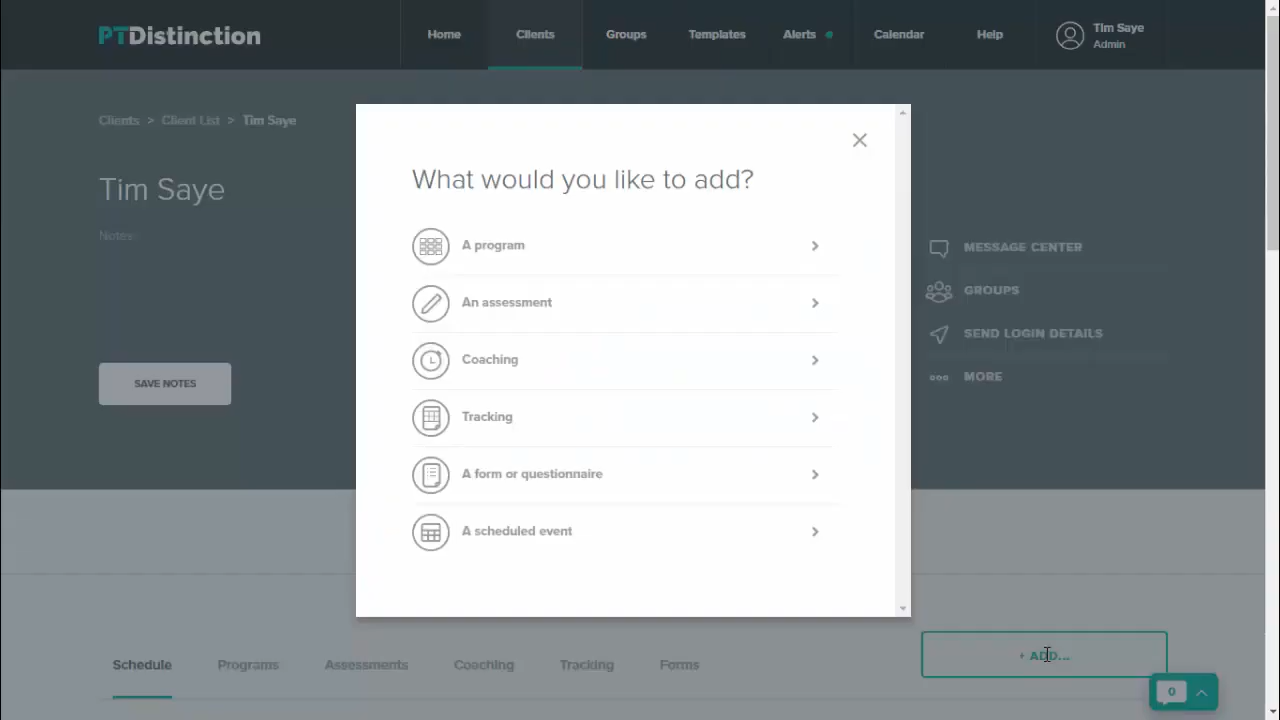 PTDistinction
Home
Clients
Groups
Templates
Alerts
Calendar
Help
Tim Saye
Admin
Clients > Client List > Tim Saye
Tim Saye
Notes:
SAVE NOTES
MESSAGE CENTER
GROUPS
SEND LOGIN DETAILS
MORE
What would you like to add?
A program
An assessment
Coaching
Tracking
A form or questionnaire
A scheduled event
Schedule
Programs
Assessments
Coaching
Tracking
Forms
+ ADD...
0